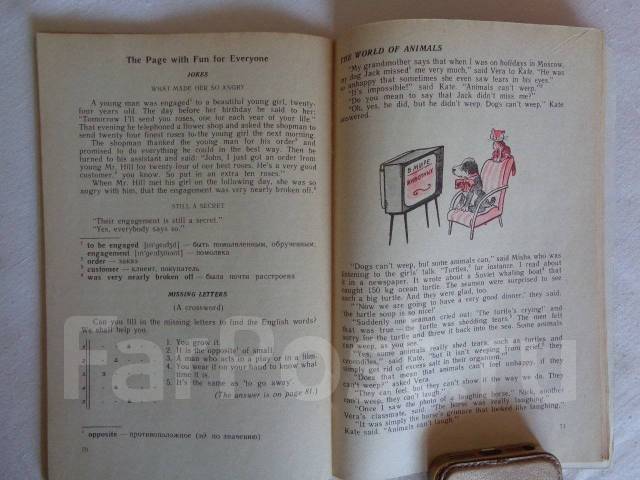 The Page with Fun for Everyone
JOKES
WHAT MADE HER SO ANGRY
A young man was engaged¹ to a beautiful young girl, twenty-
four years old. The day before her birthday he said to her:
"Tomorrow I'll send you roses, one for each year of your life."
That evening he telephoned a flower shop and asked the shopman to
send twenty four finest roses to the young girl the next morning.
The shopman thanked the young man for his order² and
promised to do everything he could in the best way. Then he
turned to his assistant and said: "John, I just got an order from
young Mr. Hill for twenty four of our best roses. He's a very good
customer,³ you know. So put in an extra ten roses."
When Mr. Hill met his girl on the following day, she was so
angry with him, that the engagement was very nearly broken off.⁴
STILL A SECRET
"Their engagement is still a secret."
"Yes, everybody says so."
¹ to be engaged [ɪn'geɪdʒd] — быть помолвленным, обрученным,
engagement [ɪn'geɪdʒmənt] — помолвка
² order — заказ
³ customer — клиент, покупатель
⁴ was very nearly broken off — была почти расстроена
MISSING LETTERS
(A crossword)
Can you fill in the missing letters to find the English words?
We shall help you.
1. You grow it.
2. It is the opposite¹ of small.
3. A man who acts in a play or in a film.
4. You wear it on your hand to know what
time it is.
5. It's the same as 'to go away'.
(The answer is on page 81.)
¹ opposite — противоположное (зд. по значению)
70
THE WORLD OF ANIMALS
"My grandmother says that when I was on holidays in Moscow,
my dog Jack missed¹ me very much," said Vera to Kate. "He was
so unhappy that sometimes she even saw tears in his eyes."
"It's impossible!" said Kate. "Animals can't weep."²
"Do you mean to say that Jack didn't miss me?"
"Oh, yes, he did, but he didn't weep. Dogs can't weep," Kate
answered.
В МИРЕ
ЖИВОТНЫХ
"Dogs can't weep, but some animals can," said Misha who was
listening to the girls' talk. "Turtles,³ for instance. I read about
it in a newspaper. It wrote about a Soviet whaling boat⁴ that
caught 150 kg ocean turtle. The seamen were surprised to see
such a big turtle. And they were glad, too.
"'Now we are going to have a very good dinner,' they said,
'the turtle soup is so nice!'
"Suddenly one seaman cried out: 'The turtle's crying!' and
that was true — the turtle was shedding tears. The men felt
sorry for the turtle and threw it back into the sea. Some animals
can weep, as you see."
"Yes, some animals really shed tears, such as turtles and
crocodiles," said Kate, "but it isn't weeping from grief. They
simply get rid of excess salt in their organism."
"Does that mean that animals can't feel unhappy, if they
can't weep?" asked Vera.
"They can feel, but they can't show it the way we do. They
can't weep, they can't laugh."
"Once I saw the photo of a laughing horse," Nick, another
Vera's classmate, said. "The horse was really laughing."
"It was simply the horse's grimace that looked like laughing,"
Kate said. "Animals can't laugh."
71
FarPost.ru